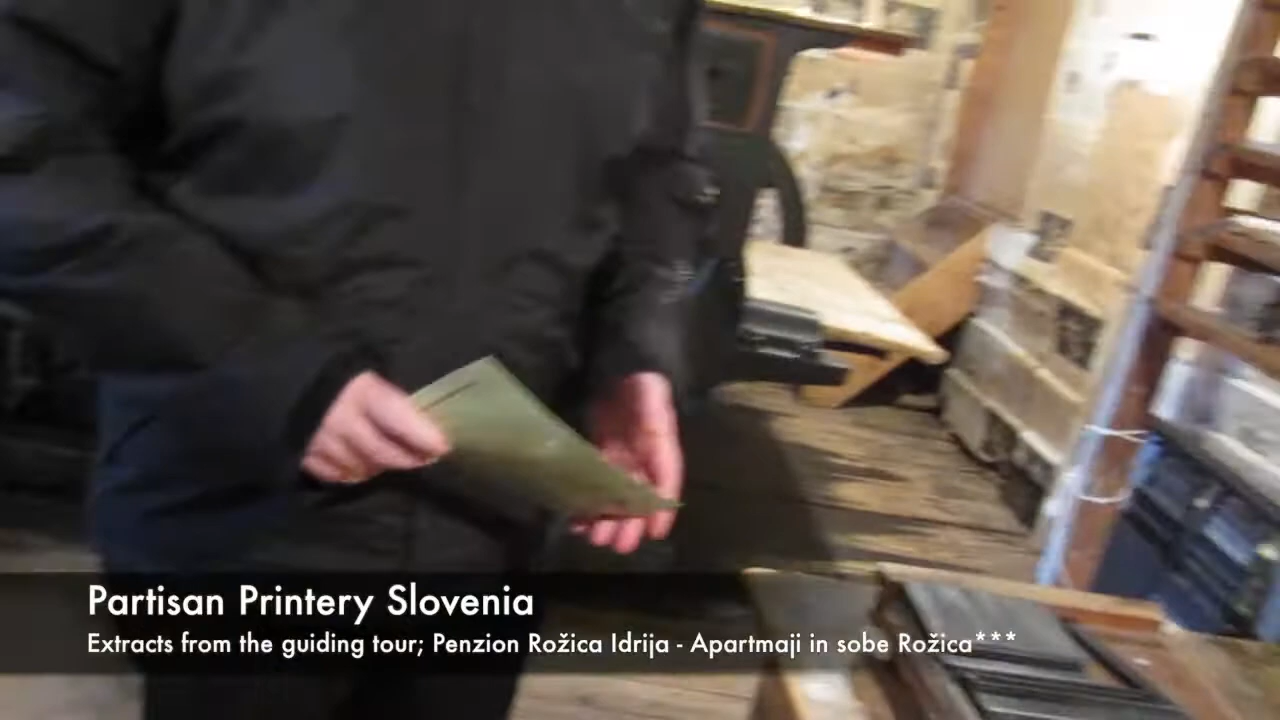 Partisan Printery Slovenia
Extracts from the guiding tour; Penzion Rožica Idrija - Apartmaji in sobe Rožica***